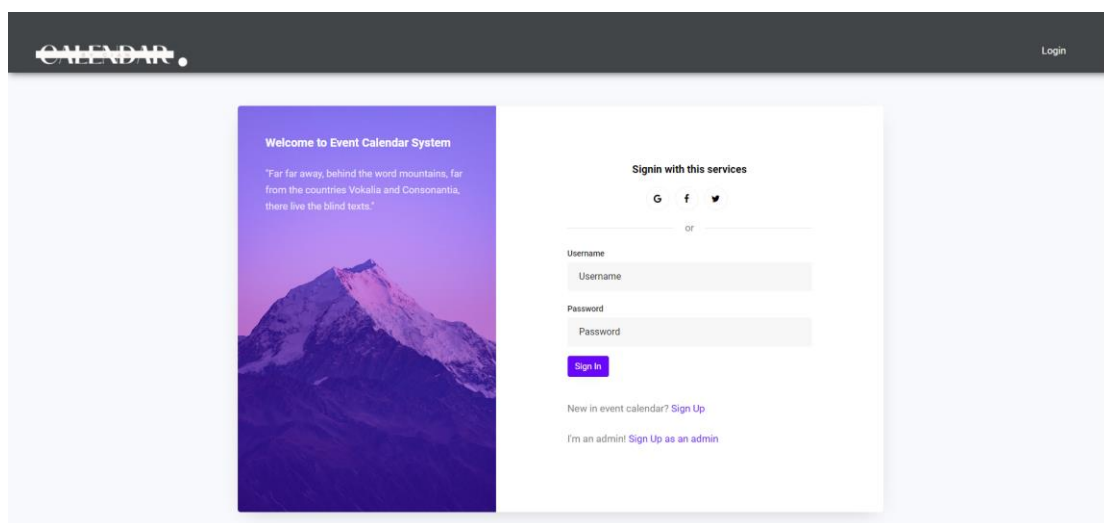 CALENDAR.
Login
Welcome to Event Calendar System
"Far far away, behind the word mountains, far
from the countries Vokalia and Consonantia,
there live the blind texts."
Signin with this services
G f
or
Username
Username
Password
Password
Sign In
New in event calendar? Sign Up
I'm an admin! Sign Up as an admin